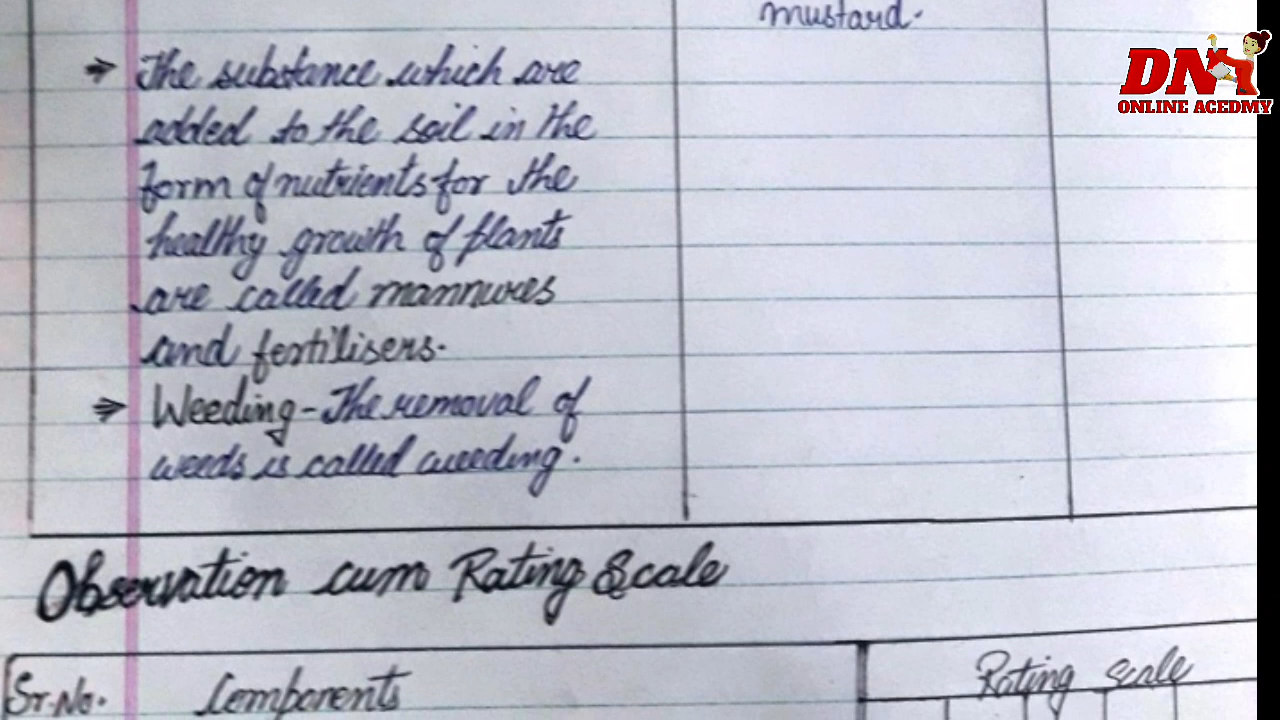 mustard.
DNA
ONLINE ACEDMY
⇒ The substance which are
added to the soil in the
form of nutrients for the
healthy growth of plants
are called mannures
and fertilisers.
⇒ Weeding - The removal of
weeds is called weeding.
Observation cum Rating Scale
Sr.No. Components Rating Scale